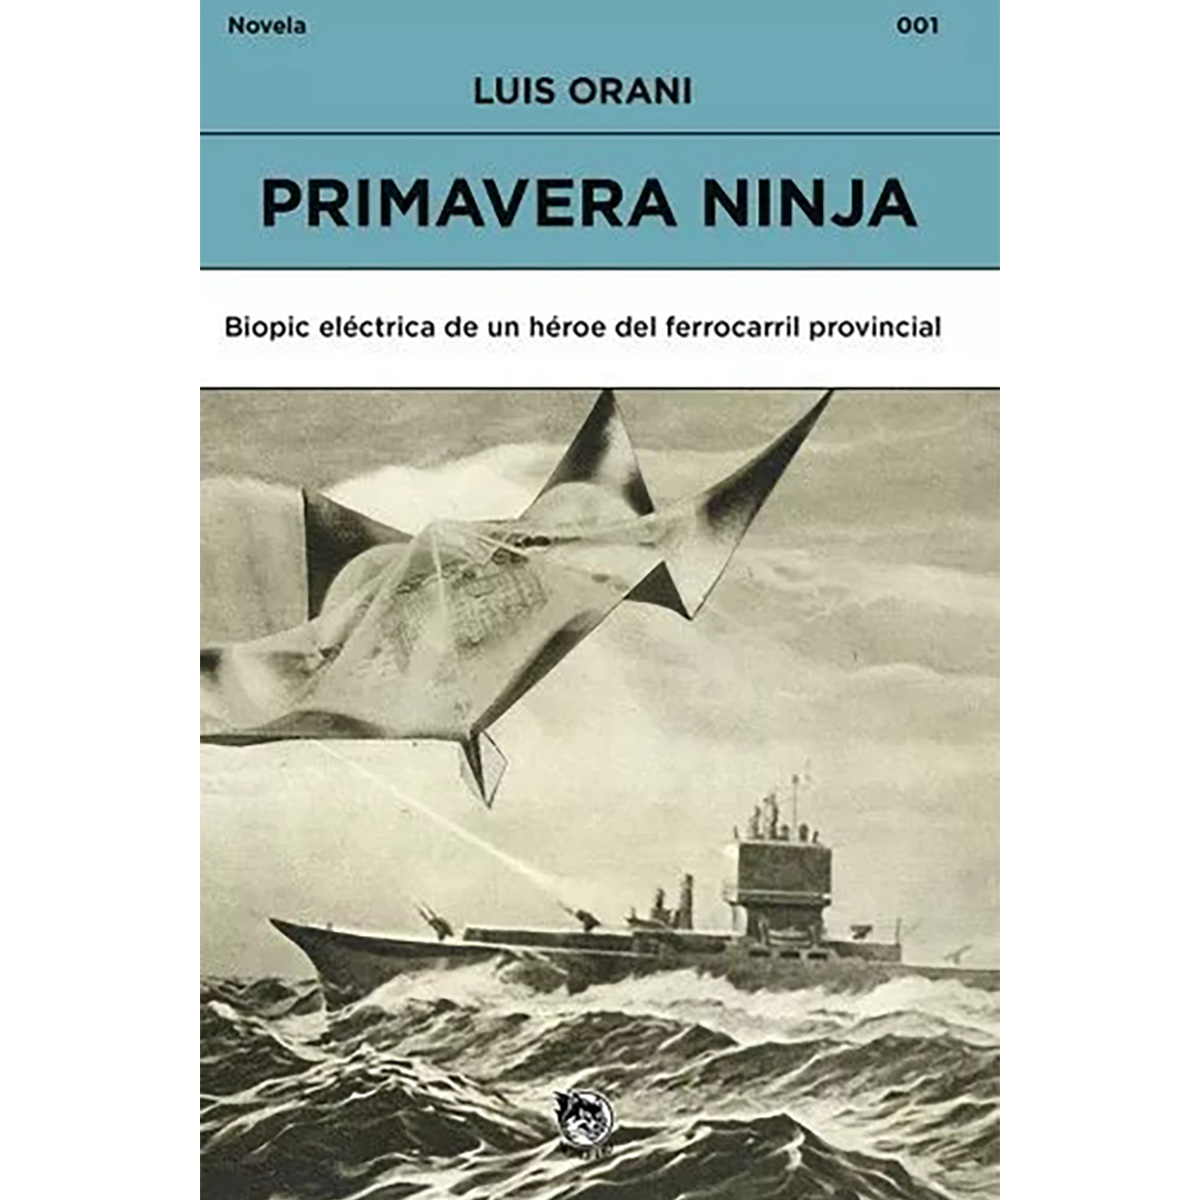 Novela 001
LUIS ORANI
PRIMAVERA NINJA
Biopic eléctrica de un héroe del ferrocarril provincial